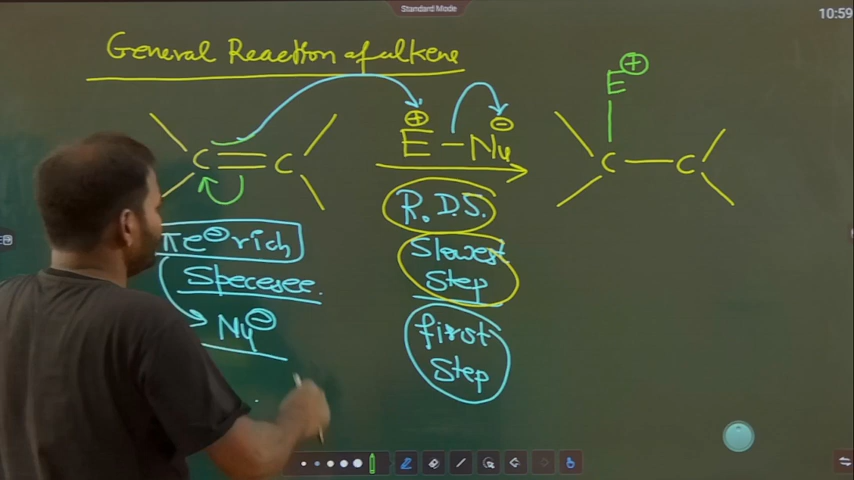 Standard Mode
10:59
General Reaction of alkene
C = C
E⊕ — Nu⊖
E⊕
C — C
R.D.S.
Slowest
Step
first
Step
πe⊖ rich
Specesee.
Nu⊖